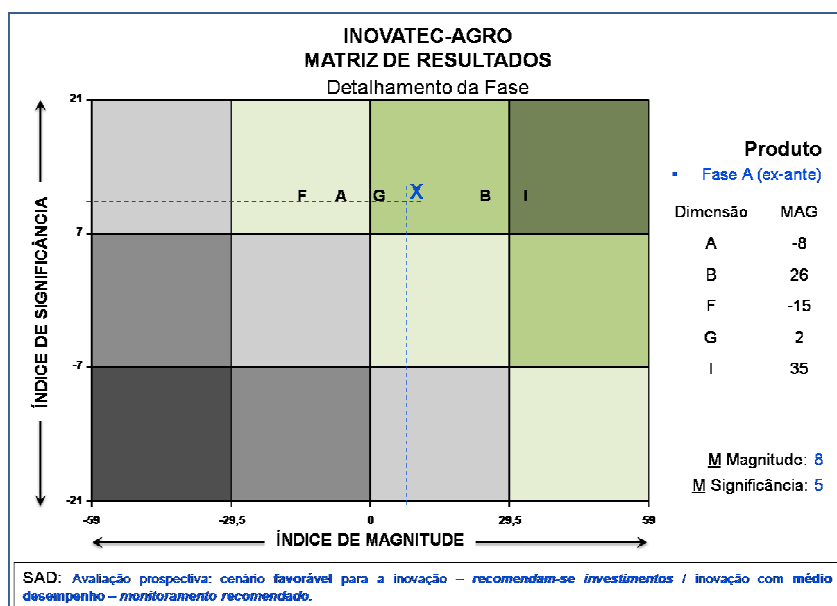 INOVATEC-AGRO
MATRIZ DE RESULTADOS
Detalhamento da Fase
ÍNDICE DE SIGNIFICÂNCIA
21
7
-7
-21
F A G X B I
-59 -29,5 0 29,5 59
ÍNDICE DE MAGNITUDE
Produto
▪ Fase A (ex-ante)
Dimensão MAG
A -8
B 26
F -15
G 2
I 35
M Magnitude: 8
M Significância: 5
SAD: Avaliação prospectiva: cenário favorável para a inovação – recomendam-se investimentos / inovação com médio
desempenho – monitoramento recomendado.